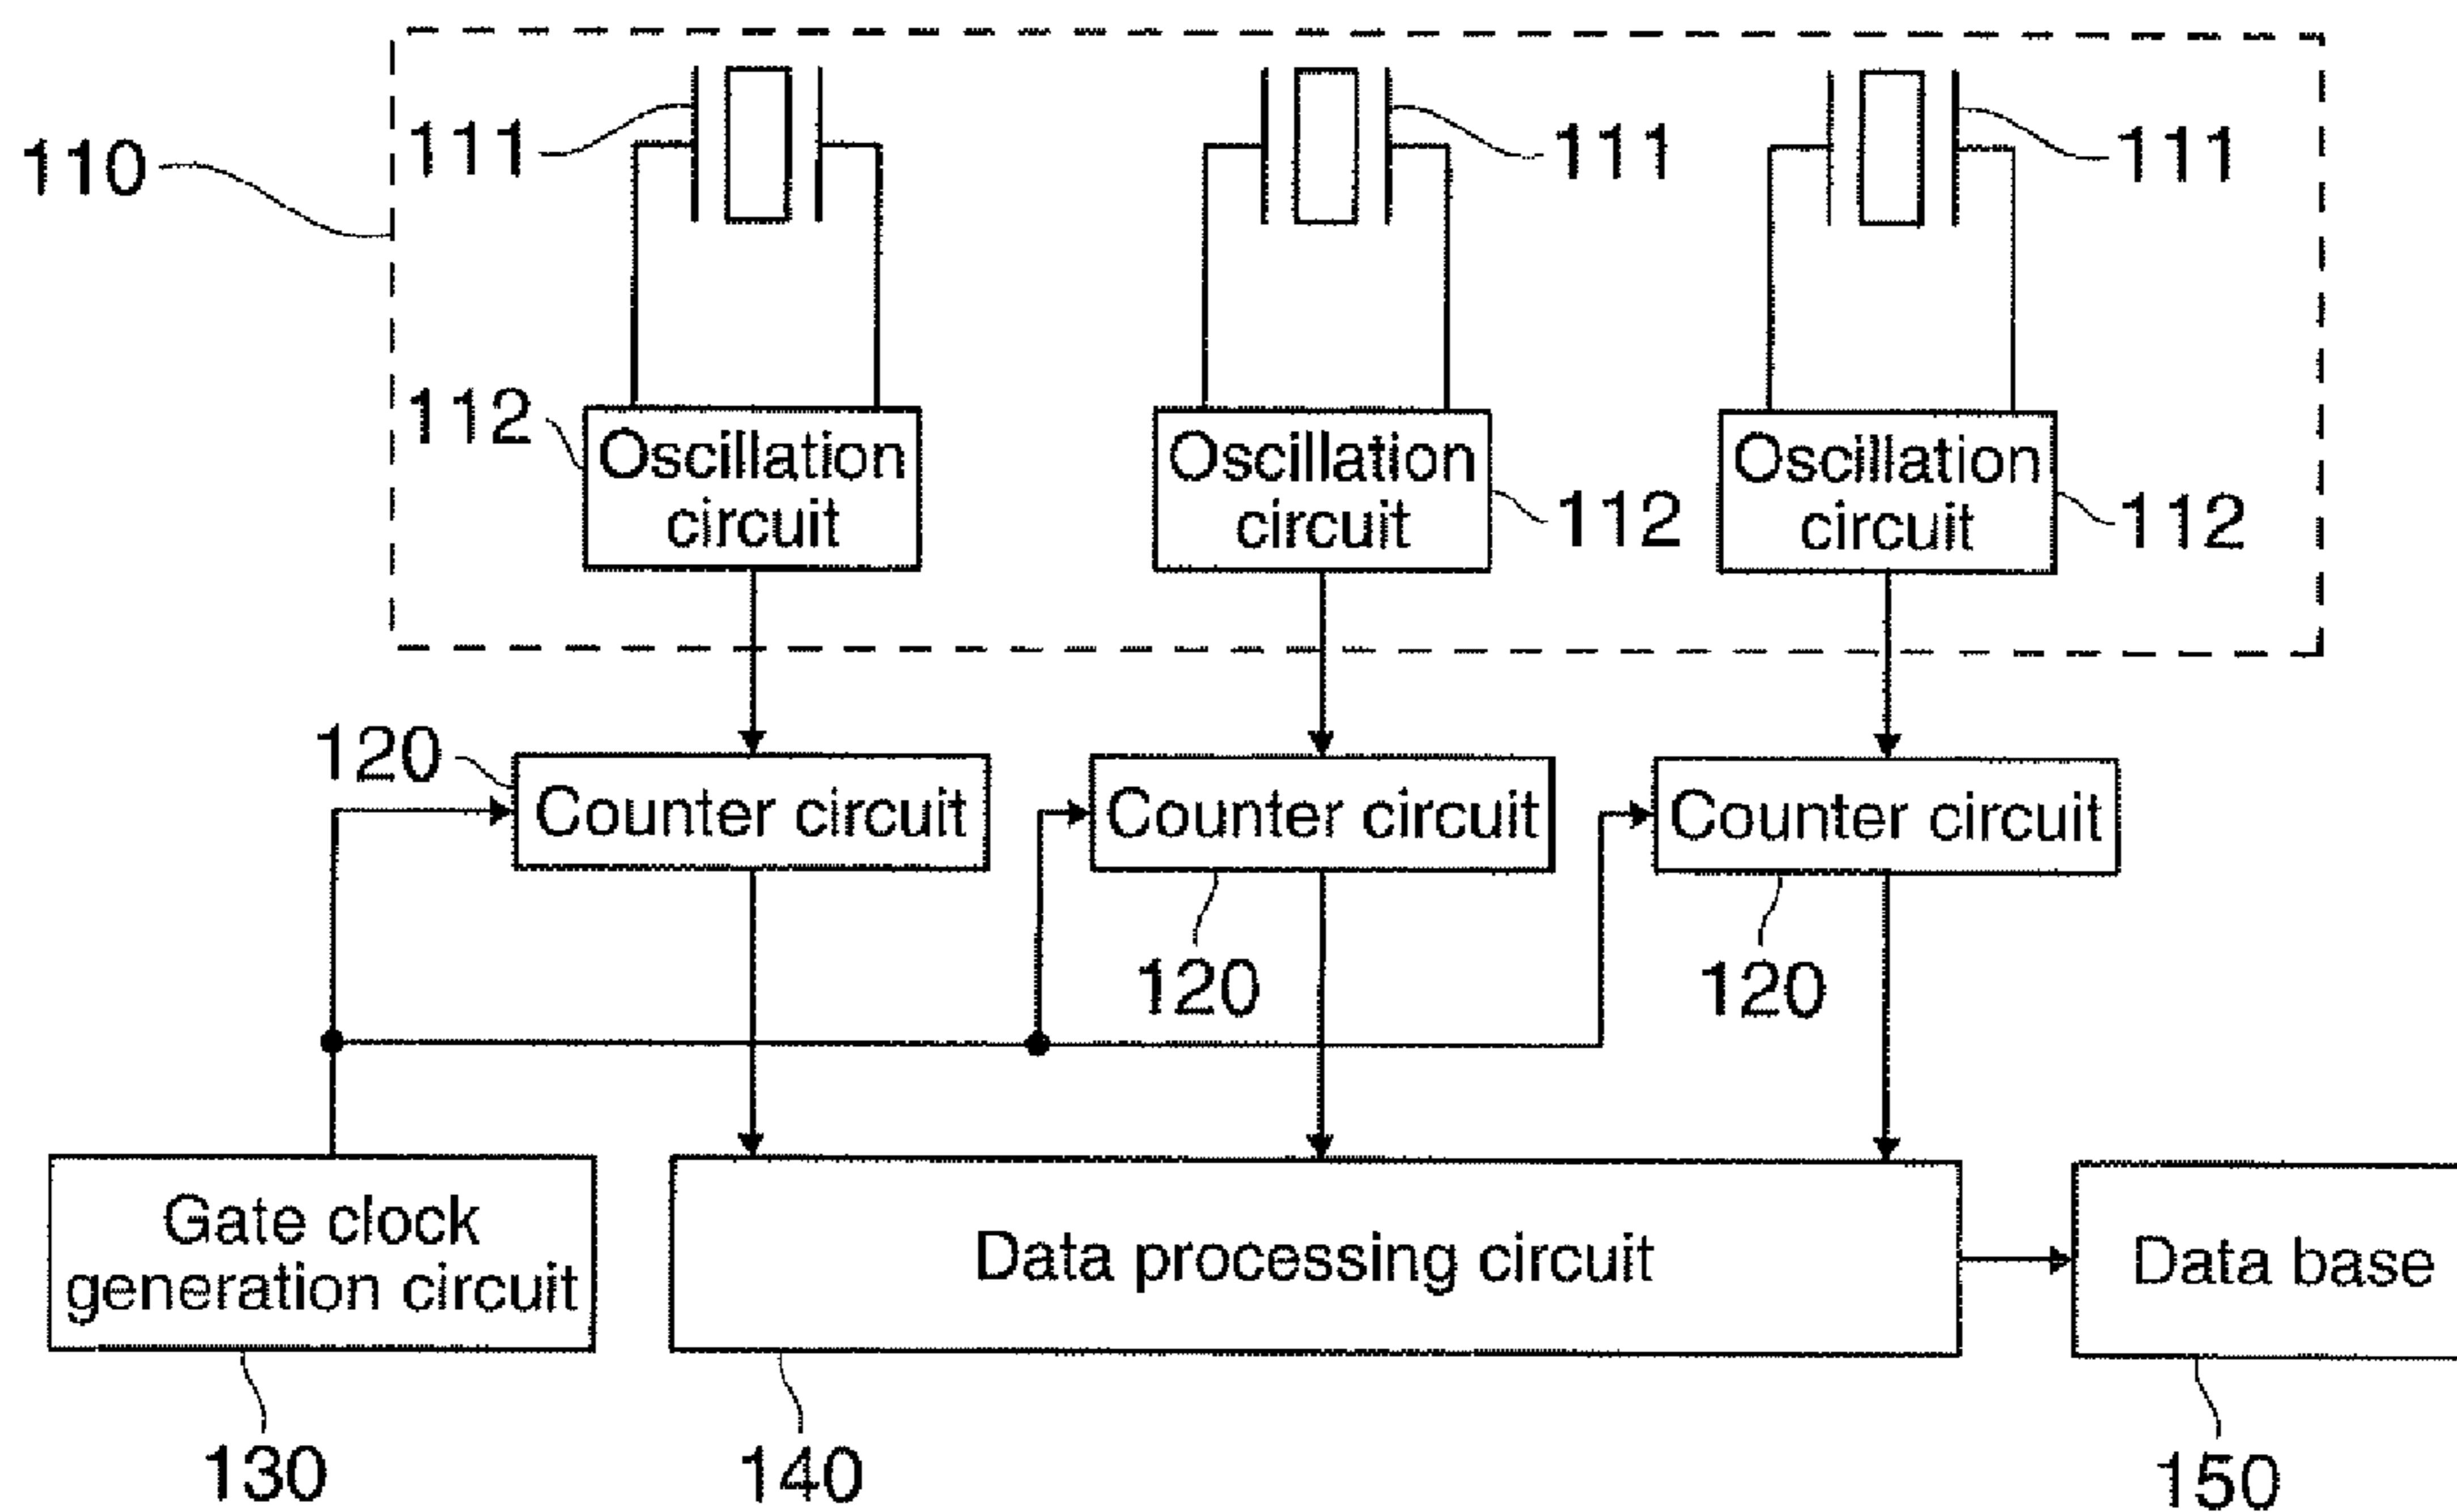 110
111
111
111
112
Oscillation
circuit
Oscillation
circuit
112
Oscillation
circuit
112
120
Counter circuit
Counter circuit
Counter circuit
120
120
Gate clock
generation circuit
Data processing circuit
Data base
130
140
150